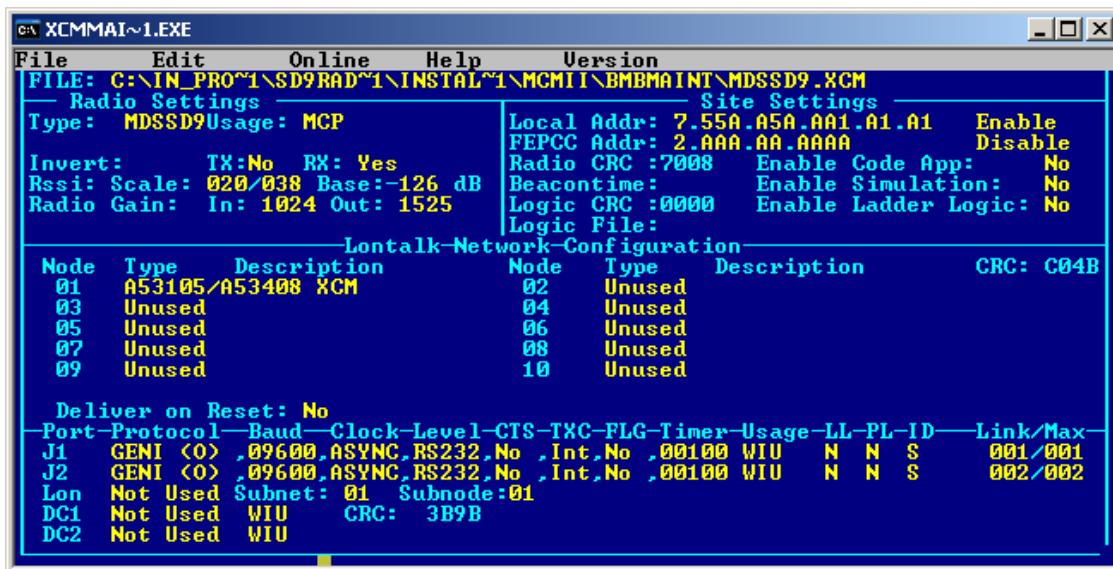 XCMMAI~1.EXE
File Edit Online Help Version
FILE: C:\IN_PRO~1\SD9RAD~1\INSTAL~1\MCMII\BMBMAINT\MDSSD9.XCM
Radio Settings Site Settings
Type: MDSSD9Usage: MCP Local Addr: 7.55A.A5A.AA1.A1.A1 Enable
FEPCC Addr: 2.AAA.AA.AAAA Disable
Invert: TX:No RX: Yes Radio CRC :7008 Enable Code App: No
Rssi: Scale: 020/038 Base:-126 dB Beacontime: Enable Simulation: No
Radio Gain: In: 1024 Out: 1525 Logic CRC :0000 Enable Ladder Logic: No
Logic File:
Lontalk-Network-Configuration
Node Type Description Node Type Description CRC: C04B
01 A53105/A53408 XCM 02 Unused
03 Unused 04 Unused
05 Unused 06 Unused
07 Unused 08 Unused
09 Unused 10 Unused
Deliver on Reset: No
Port-Protocol-Baud-Clock-Level-CTS-TXC-FLG-Timer-Usage-LL-PL-ID-Link/Max
J1 GENI (O) ,09600,ASYNC,RS232,No ,Int,No ,00100 WIU N N S 001/001
J2 GENI (O) ,09600,ASYNC,RS232,No ,Int,No ,00100 WIU N N S 002/002
Lon Not Used Subnet: 01 Subnode:01
DC1 Not Used WIU CRC: 3B9B
DC2 Not Used WIU